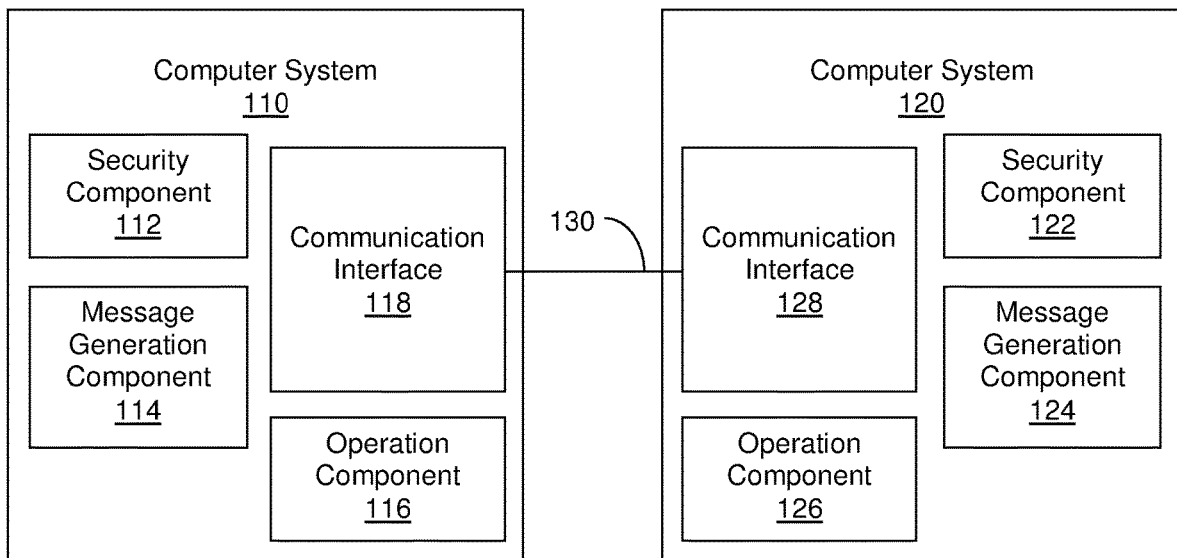 Computer System
110
Security
Component
112
Message
Generation
Component
114
Communication
Interface
118
Operation
Component
116
130
Computer System
120
Communication
Interface
128
Security
Component
122
Message
Generation
Component
124
Operation
Component
126